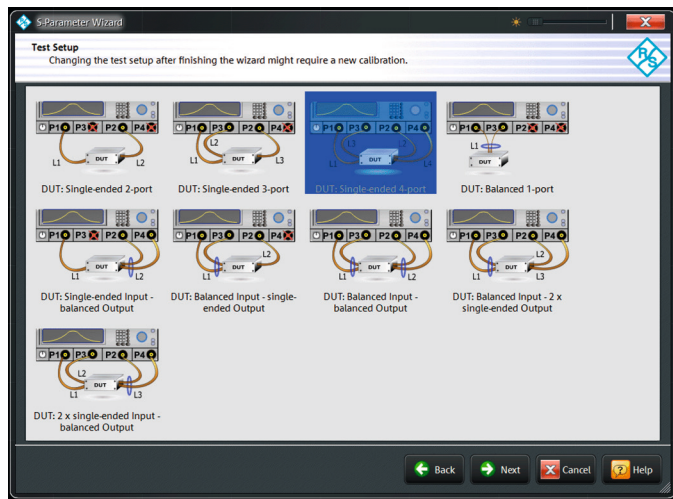 S-Parameter Wizard
Test Setup
Changing the test setup after finishing the wizard might require a new calibration.
R/S
P1 P3 P2 P4
L1 DUT L2
DUT: Single-ended 2-port
P1 P3 P2 P4
L2
L1 DUT L3
DUT: Single-ended 3-port
P1 P3 P2 P4
L3 L2
L1 DUT L4
DUT: Single-ended 4-port
P1 P3 P2 P4
L1
DUT
DUT: Balanced 1-port
P1 P3 P2 P4
DUT
L1 L2
DUT: Single-ended Input -
balanced Output
P1 P3 P2 P4
DUT
L1 L2
DUT: Balanced Input - single-
ended Output
P1 P3 P2 P4
DUT
L1 L2
DUT: Balanced Input -
balanced Output
P1 P3 P2 P4
L2
DUT
L1 L3
DUT: Balanced Input - 2 x
single-ended Output
P1 P3 P2 P4
L2
DUT
L1 L3
DUT: 2 x single-ended Input -
balanced Output
Back
Next
Cancel
Help